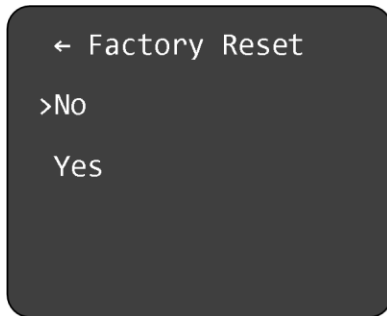 ← Factory Reset
>No
Yes